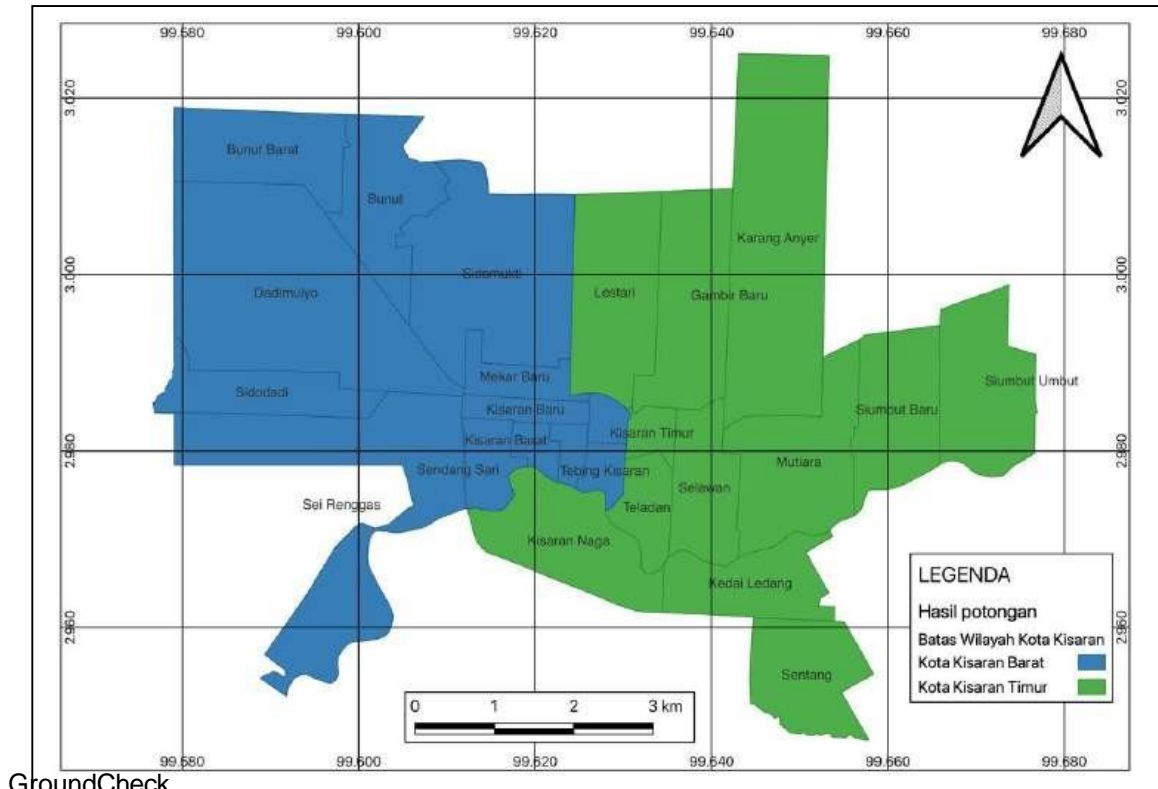 99.580 99.600 99.620 99.640 99.660 99.680
3.020 3.020
Bunut Barat
Bunut
Karang Anyer
3.000 3.000
Sidomukti
Dadimulyo
Lestari
Gambir Baru
Mekar Baru
Sidodadi
Siumbut Umbut
Kisaran Baru
Siumbut Baru
Kisaran Timur
Kisaran Barat
2.980 2.980
Mutiara
Sendang Sari
Tebing Kisaran
Selawan
Sei Renggas
Teladan
Kisaran Naga
Kedai Ledang
LEGENDA
Hasil potongan
2.960 2.960
Batas Wilayah Kota Kisaran
Kota Kisaran Barat
Kota Kisaran Timur
Sentang
0 1 2 3 km
99.580 99.600 99.620 99.640 99.660 99.680
GroundCheck